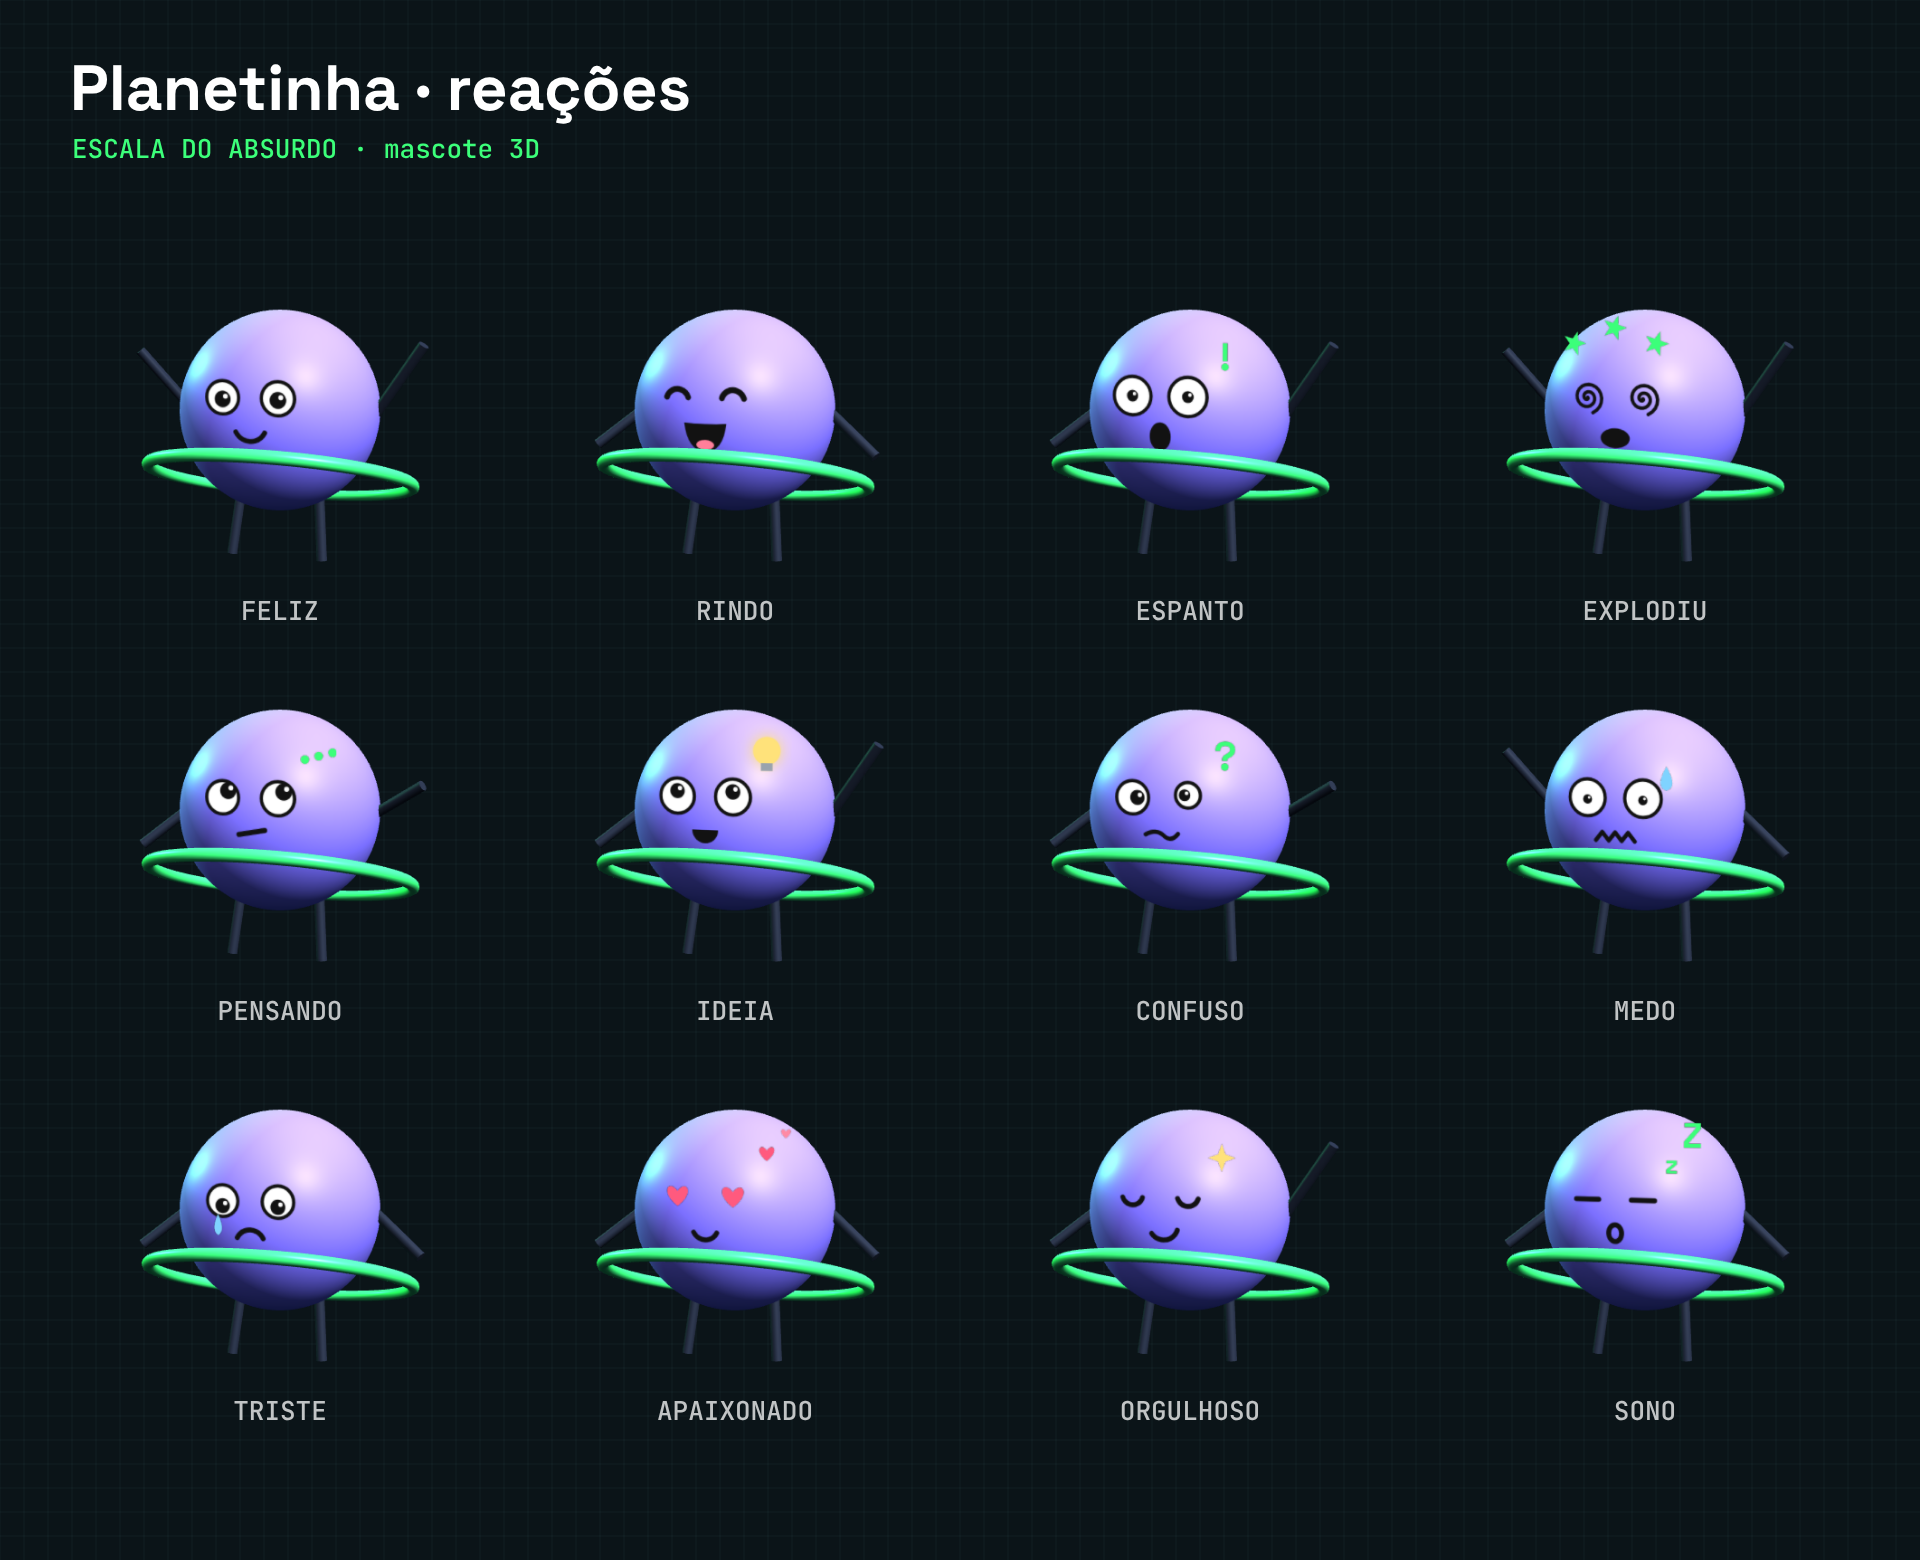 Planetinha · reações
ESCALA DO ABSURDO · mascote 3D
!
FELIZ RINDO ESPANTO EXPLODIU
?
PENSANDO IDEIA CONFUSO MEDO
Z
z
TRISTE APAIXONADO ORGULHOSO SONO